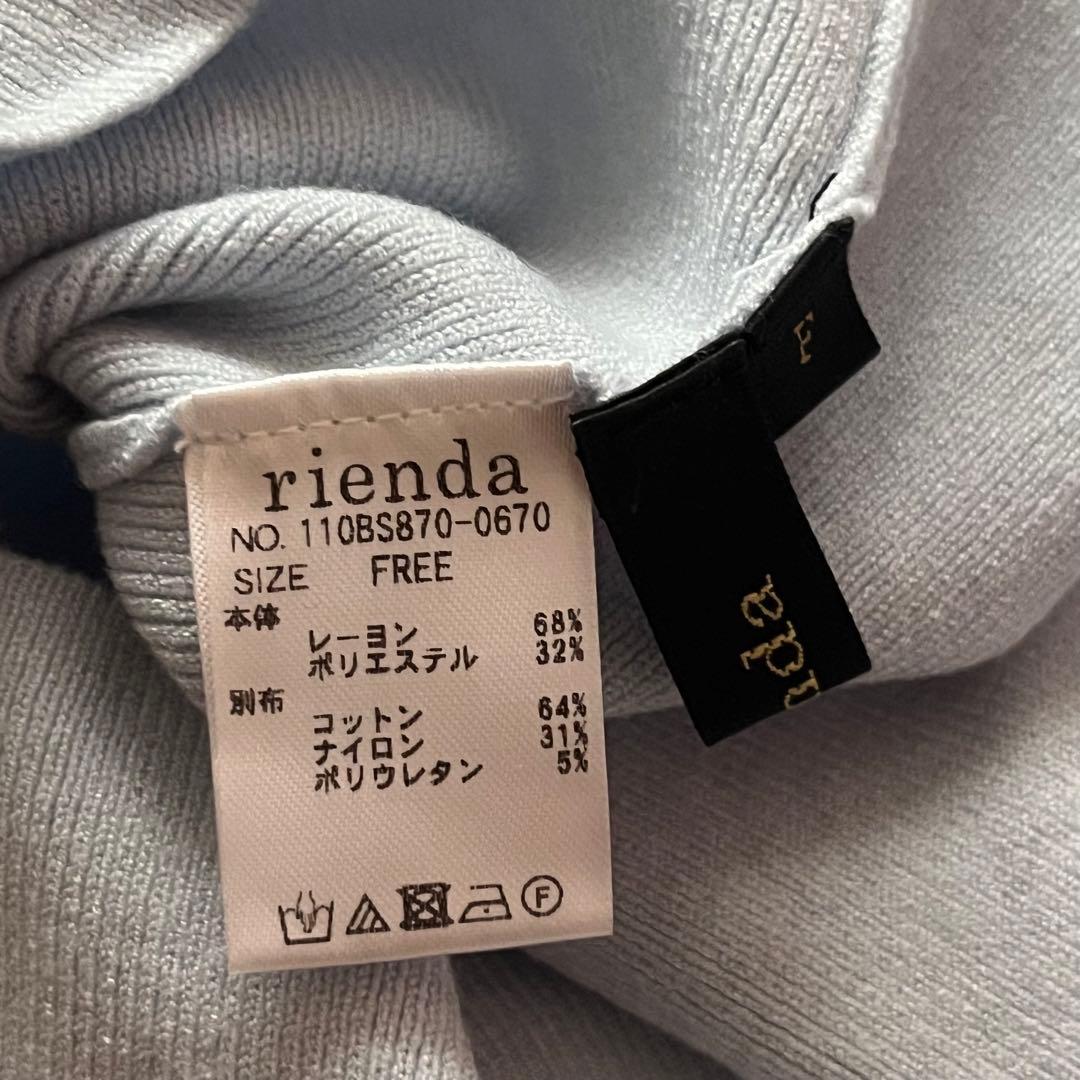 rienda
NO. 110BS870-0670
SIZE FREE
本体
レーヨン 68%
ポリエステル 32%
別布
コットン 64%
ナイロン 31%
ポリウレタン 5%
F
F
nda